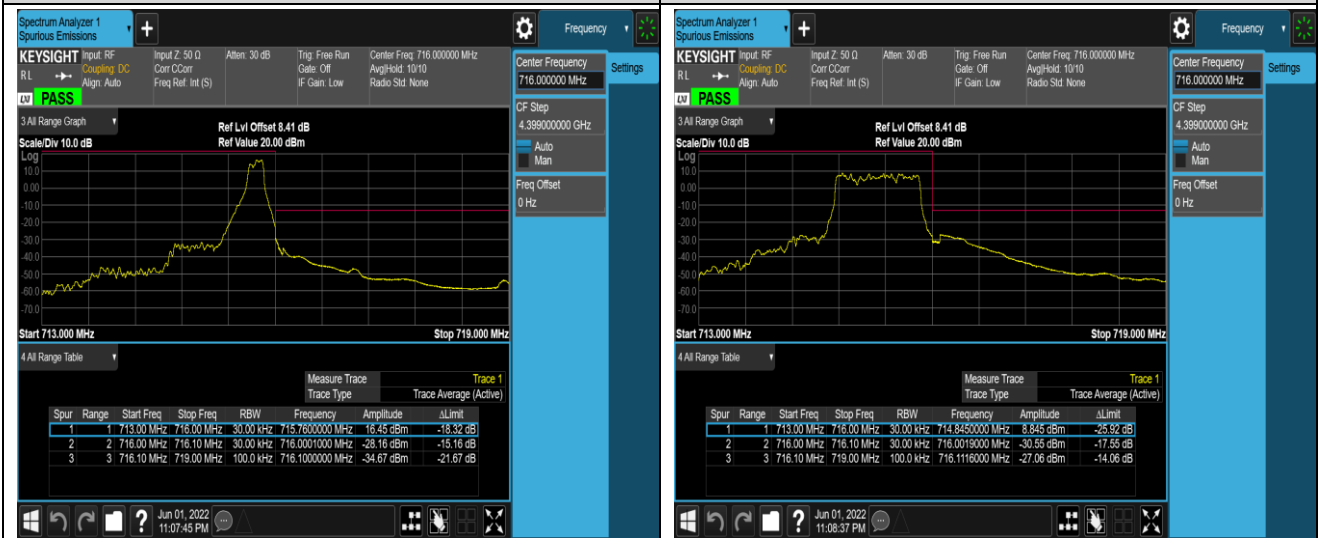 Spectrum Analyzer 1
Spurious Emissions
Frequency
KEYSIGHT Input: RF Input Z: 50 Ω Atten: 30 dB Trig: Free Run Center Freq: 716.000000 MHz
Coupling: DC Corr CCorr Gate: Off Avg|Hold: 10/10
RL Align: Auto Freq Ref: Int (S) IF Gain: Low Radio Std: None
LXI PASS
Center Frequency
716.000000 MHz
Settings
CF Step
4.399000000 GHz
Auto
Man
Freq Offset
0 Hz
3 All Range Graph
Ref Lvl Offset 8.41 dB
Scale/Div 10.0 dB Ref Value 20.00 dBm
Log
10.0
0.00
-10.0
-20.0
-30.0
-40.0
-50.0
-60.0
-70.0
Start 713.000 MHz Stop 719.000 MHz
4 All Range Table
Measure Trace Trace 1
Trace Type Trace Average (Active)
Spur Range Start Freq Stop Freq RBW Frequency Amplitude ΔLimit
1 1 713.00 MHz 716.00 MHz 30.00 kHz 715.7600000 MHz 16.45 dBm -18.32 dB
2 2 716.00 MHz 716.10 MHz 30.00 kHz 716.0001000 MHz -28.16 dBm -15.16 dB
3 3 716.10 MHz 719.00 MHz 100.0 kHz 716.1000000 MHz -34.67 dBm -21.67 dB
?
Jun 01, 2022
11:07:45 PM
Spectrum Analyzer 1
Spurious Emissions
Frequency
KEYSIGHT Input: RF Input Z: 50 Ω Atten: 30 dB Trig: Free Run Center Freq: 716.000000 MHz
Coupling: DC Corr CCorr Gate: Off Avg|Hold: 10/10
RL Align: Auto Freq Ref: Int (S) IF Gain: Low Radio Std: None
LXI PASS
Center Frequency
716.000000 MHz
Settings
CF Step
4.399000000 GHz
Auto
Man
Freq Offset
0 Hz
3 All Range Graph
Ref Lvl Offset 8.41 dB
Scale/Div 10.0 dB Ref Value 20.00 dBm
Log
10.0
0.00
-10.0
-20.0
-30.0
-40.0
-50.0
-60.0
-70.0
Start 713.000 MHz Stop 719.000 MHz
4 All Range Table
Measure Trace Trace 1
Trace Type Trace Average (Active)
Spur Range Start Freq Stop Freq RBW Frequency Amplitude ΔLimit
1 1 713.00 MHz 716.00 MHz 30.00 kHz 714.8450000 MHz 8.845 dBm -25.92 dB
2 2 716.00 MHz 716.10 MHz 30.00 kHz 716.0019000 MHz -30.55 dBm -17.55 dB
3 3 716.10 MHz 719.00 MHz 100.0 kHz 716.1116000 MHz -27.06 dBm -14.06 dB
?
Jun 01, 2022
11:08:37 PM